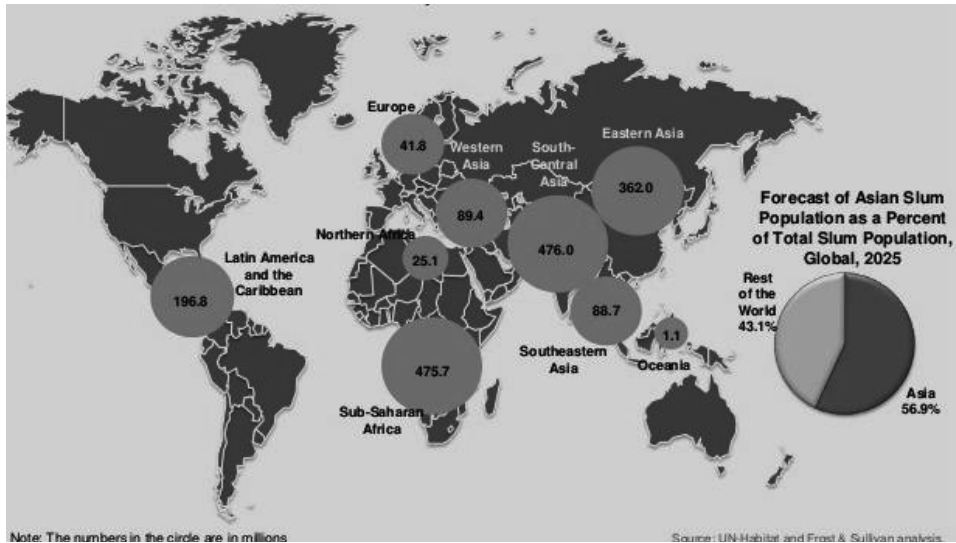 Europe
41.8
Western
Asia
89.4
South-
Central
Asia
476.0
Eastern Asia
362.0
Northern Africa
25.1
Latin America
and the
Caribbean
196.8
88.7
Southeastern
Asia
1.1
Oceania
475.7
Sub-Saharan
Africa
Forecast of Asian Slum
Population as a Percent
of Total Slum Population,
Global, 2025
Rest
of the
World
43.1%
Asia
56.9%
Note: The numbers in the circle are in millions
Source: UN-Habitat and Frost & Sullivan analysis.